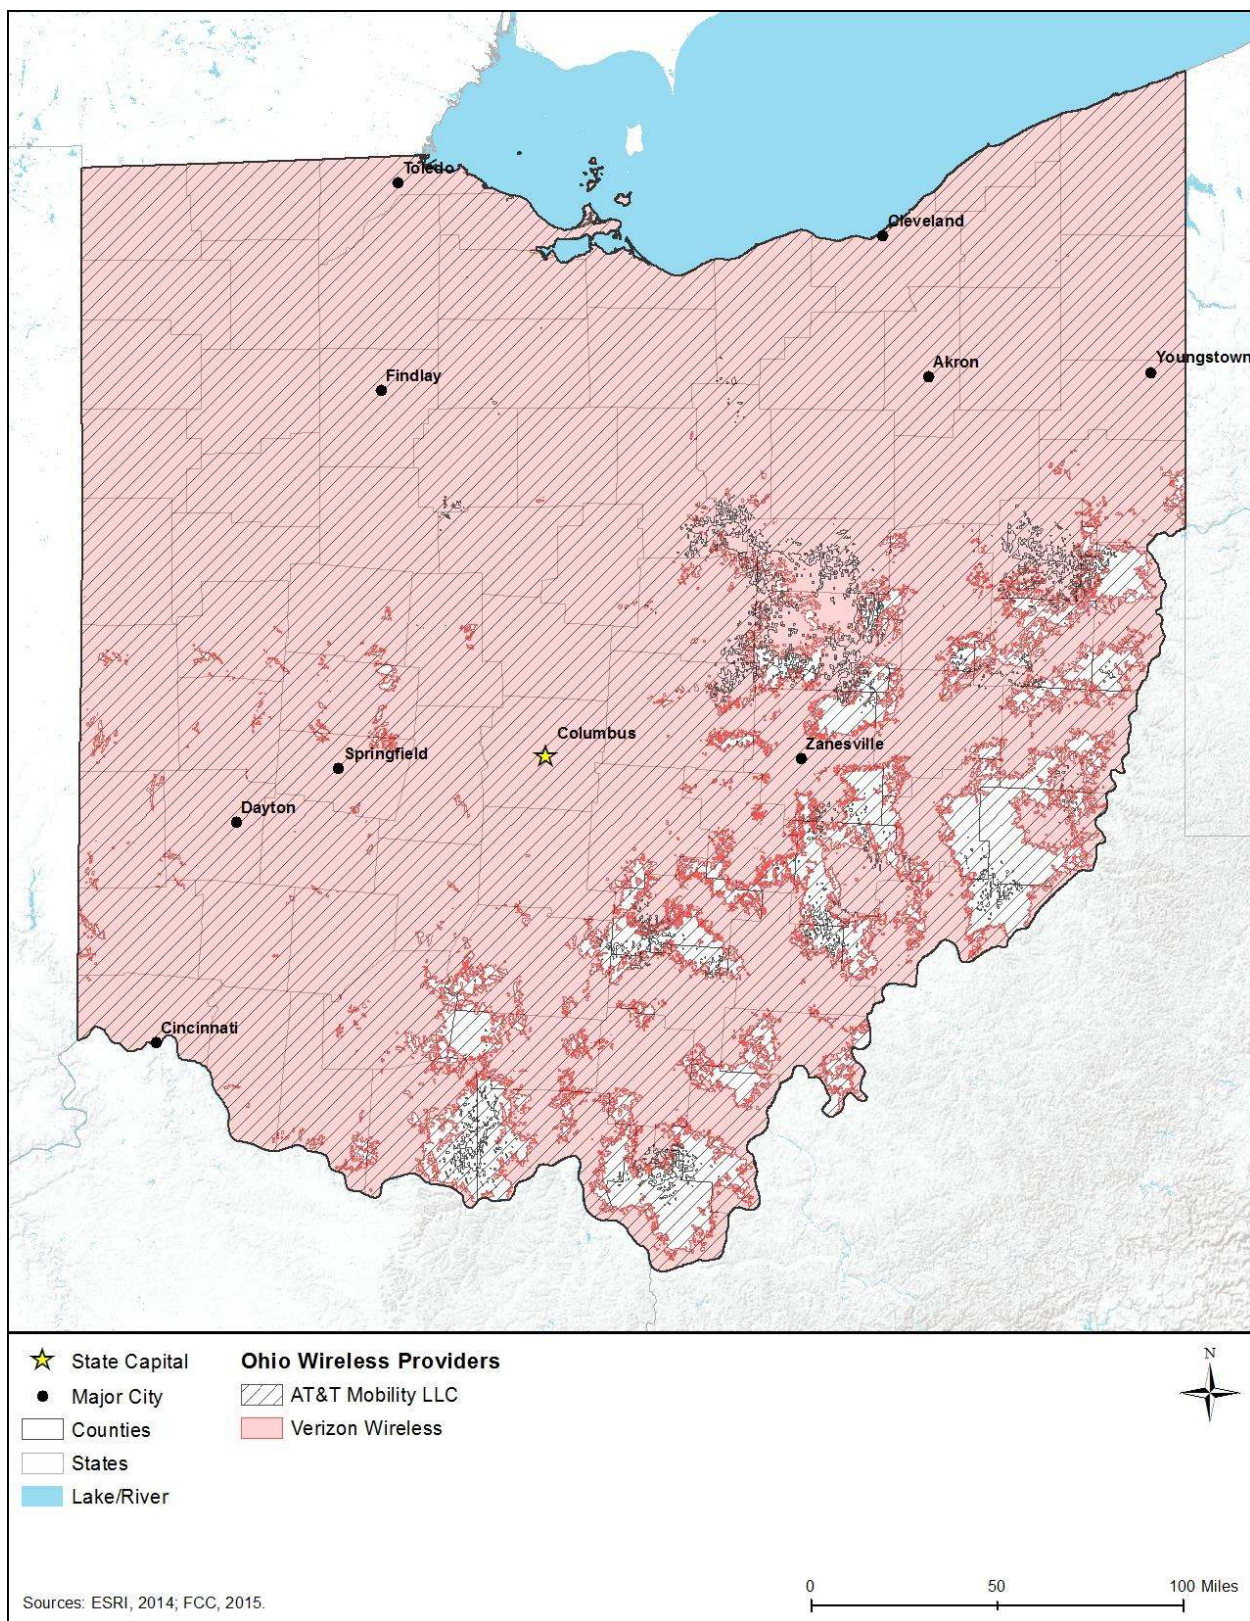 Toledo
Cleveland
Findlay
Akron
Youngstown
Columbus
Zanesville
Springfield
Dayton
Cincinnati
State Capital
Major City
Counties
States
Lake/River
Ohio Wireless Providers
AT&T Mobility LLC
Verizon Wireless
N
Sources: ESRI, 2014; FCC, 2015.
0 50 100 Miles